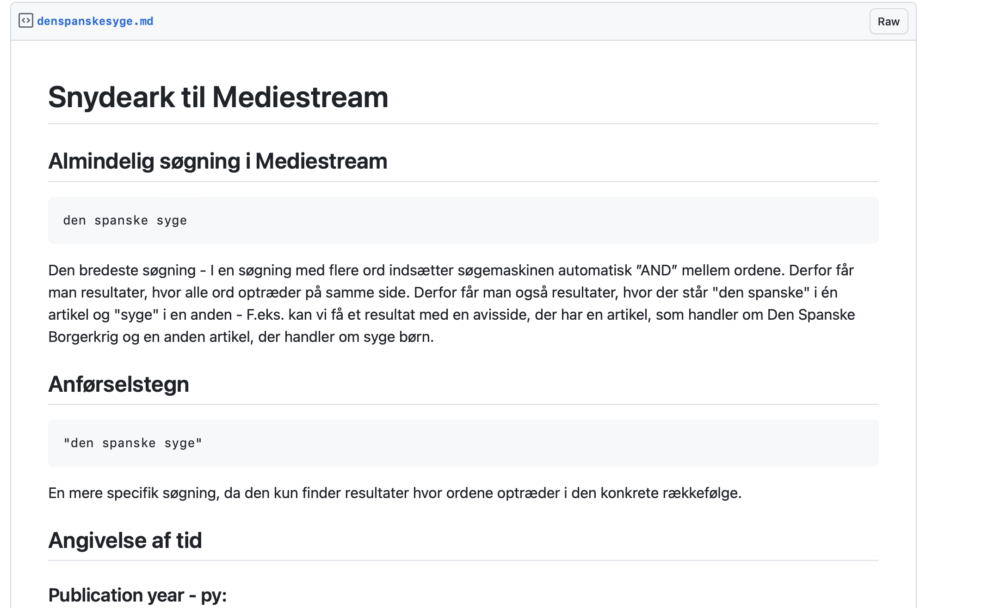 denspanskesyge.md
Raw
Snydeark til Mediestream
Almindelig søgning i Mediestream
den spanske syge
Den bredeste søgning - I en søgning med flere ord indsætter søgemaskinen automatisk ”AND” mellem ordene. Derfor får
man resultater, hvor alle ord optræder på samme side. Derfor får man også resultater, hvor der står "den spanske" i én
artikel og "syge" i en anden - F.eks. kan vi få et resultat med en avisside, der har en artikel, som handler om Den Spanske
Borgerkrig og en anden artikel, der handler om syge børn.
Anførselstegn
"den spanske syge"
En mere specifik søgning, da den kun finder resultater hvor ordene optræder i den konkrete rækkefølge.
Angivelse af tid
Publication year - py: